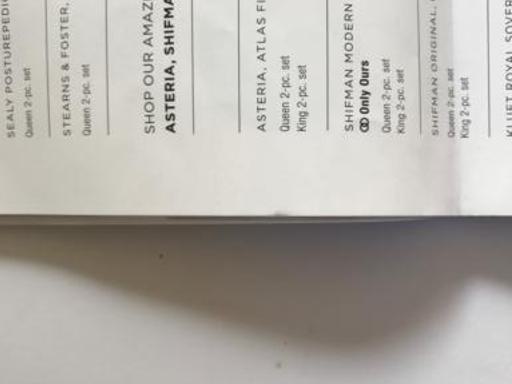 SEALY POSTUREPEDIC
Queen 2-pc. set
STEARNS & FOSTER,
Queen 2-pc. set
SHOP OUR AMAZ
ASTERIA, SHIFMA
ASTERIA, ATLAS FI
Queen 2-pc. set
King 2-pc. set
SHIFMAN MODERN
Only Ours
Queen 2-pc. set
King 2-pc. set
SHIFMAN ORIGINAL,
Queen 2-pc. set
King 2-pc. set
KLUFT ROYAL SOVER